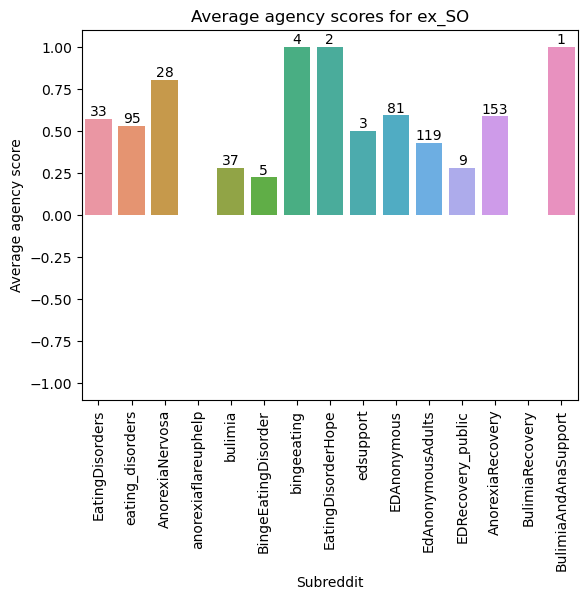 Average agency scores for ex_SO
Average agency score
1.00
0.75
0.50
0.25
0.00
−0.25
−0.50
−0.75
−1.00
33
95
28
37
5
4
2
3
81
119
9
153
1
EatingDisorders
eating_disorders
AnorexiaNervosa
anorexiaflareuphelp
bulimia
BingeEatingDisorder
bingeeating
EatingDisorderHope
edsupport
EDAnonymous
EdAnonymousAdults
EDRecovery_public
AnorexiaRecovery
BulimiaRecovery
BulimiaAndAnaSupport
Subreddit